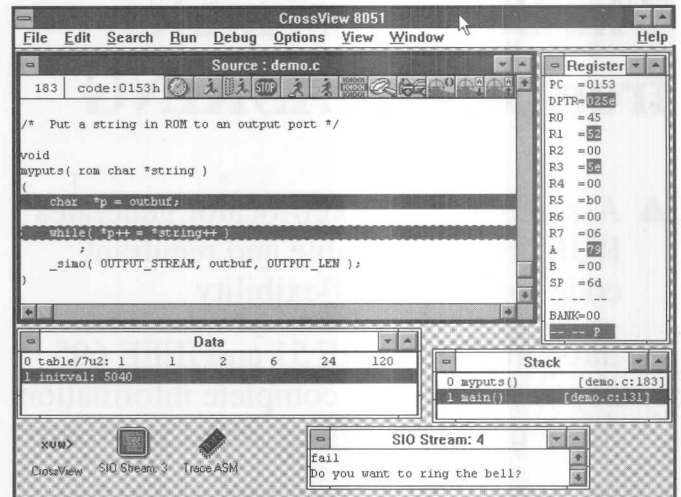 CrossView 8051
File Edit Search Run Debug Options View Window Help
Source : demo.c
183 code:0153h STOP
/* Put a string in ROM to an output port */
void
myputs( rom char *string )
{
char *p = outbuf;
while( *p++ = *string++ )
;
_simo( OUTPUT_STREAM, outbuf, OUTPUT_LEN );
}
Register
PC =0153
DPTR=025e
R0 =45
R1 =52
R2 =00
R3 =5e
R4 =00
R5 =b0
R6 =00
R7 =06
A =79
B =00
SP =6d
-- -- --
BANK=00
-- -- P
Data
0 table/7u2: 1 1 2 6 24 120
1 initval: 5040
Stack
0 myputs() [demo.c:183]
1 main() [demo.c:131]
XVW>
CrossView
SIO Stream: 3
Trace ASM
SIO Stream: 4
fail
Do you want to ring the bell?